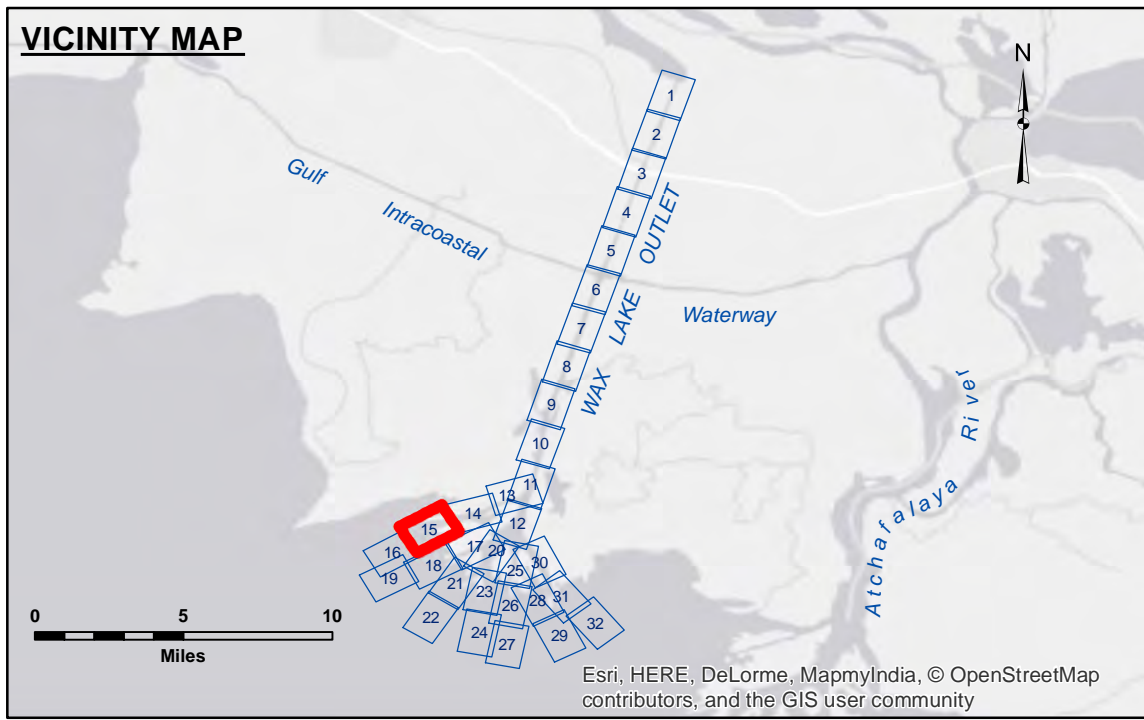 VICINITY MAP
N
1
2
3
4
5
6
7
8
9
10
11
12
13
14
15
16
17
18
19
20
21
22
23
24
25
26
27
28
29
30
31
32
Gulf
Intracoastal
Waterway
WAX LAKE OUTLET
Atchafalaya River
0 5 10
Miles
Esri, HERE, DeLorme, MapmyIndia, © OpenStreetMap
contributors, and the GIS user community